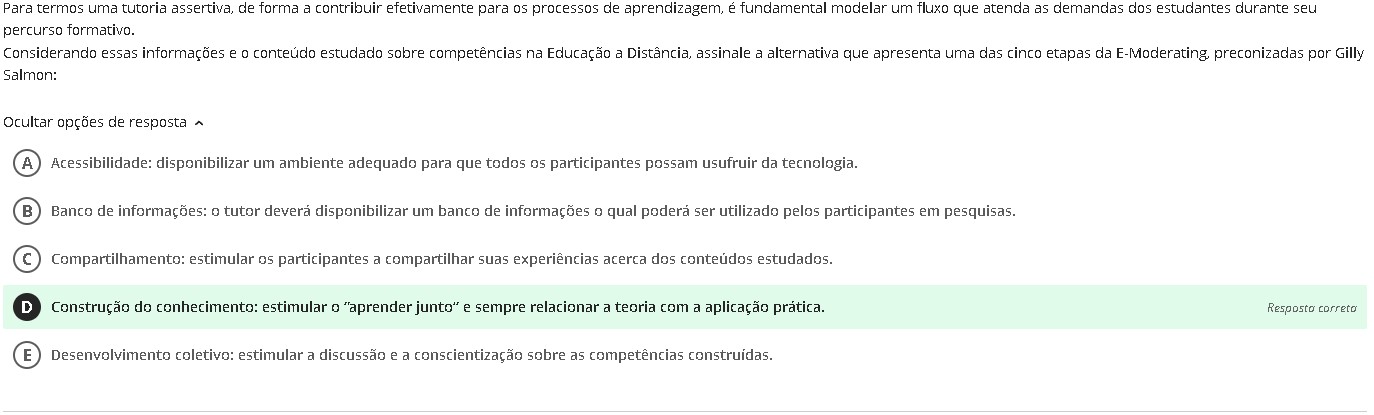 Para termos uma tutoria assertiva, de forma a contribuir efetivamente para os processos de aprendizagem, é fundamental modelar um fluxo que atenda as demandas dos estudantes durante seu
percurso formativo.
Considerando essas informações e o conteúdo estudado sobre competências na Educação a Distância, assinale a alternativa que apresenta uma das cinco etapas da E-Moderating, preconizadas por Gilly
Salmon:
Ocultar opções de resposta
A Acessibilidade: disponibilizar um ambiente adequado para que todos os participantes possam usufruir da tecnologia.
B Banco de informações: o tutor deverá disponibilizar um banco de informações o qual poderá ser utilizado pelos participantes em pesquisas.
C Compartilhamento: estimular os participantes a compartilhar suas experiências acerca dos conteúdos estudados.
D Construção do conhecimento: estimular o “aprender junto” e sempre relacionar a teoria com a aplicação prática. Resposta correta
E Desenvolvimento coletivo: estimular a discussão e a conscientização sobre as competências construídas.